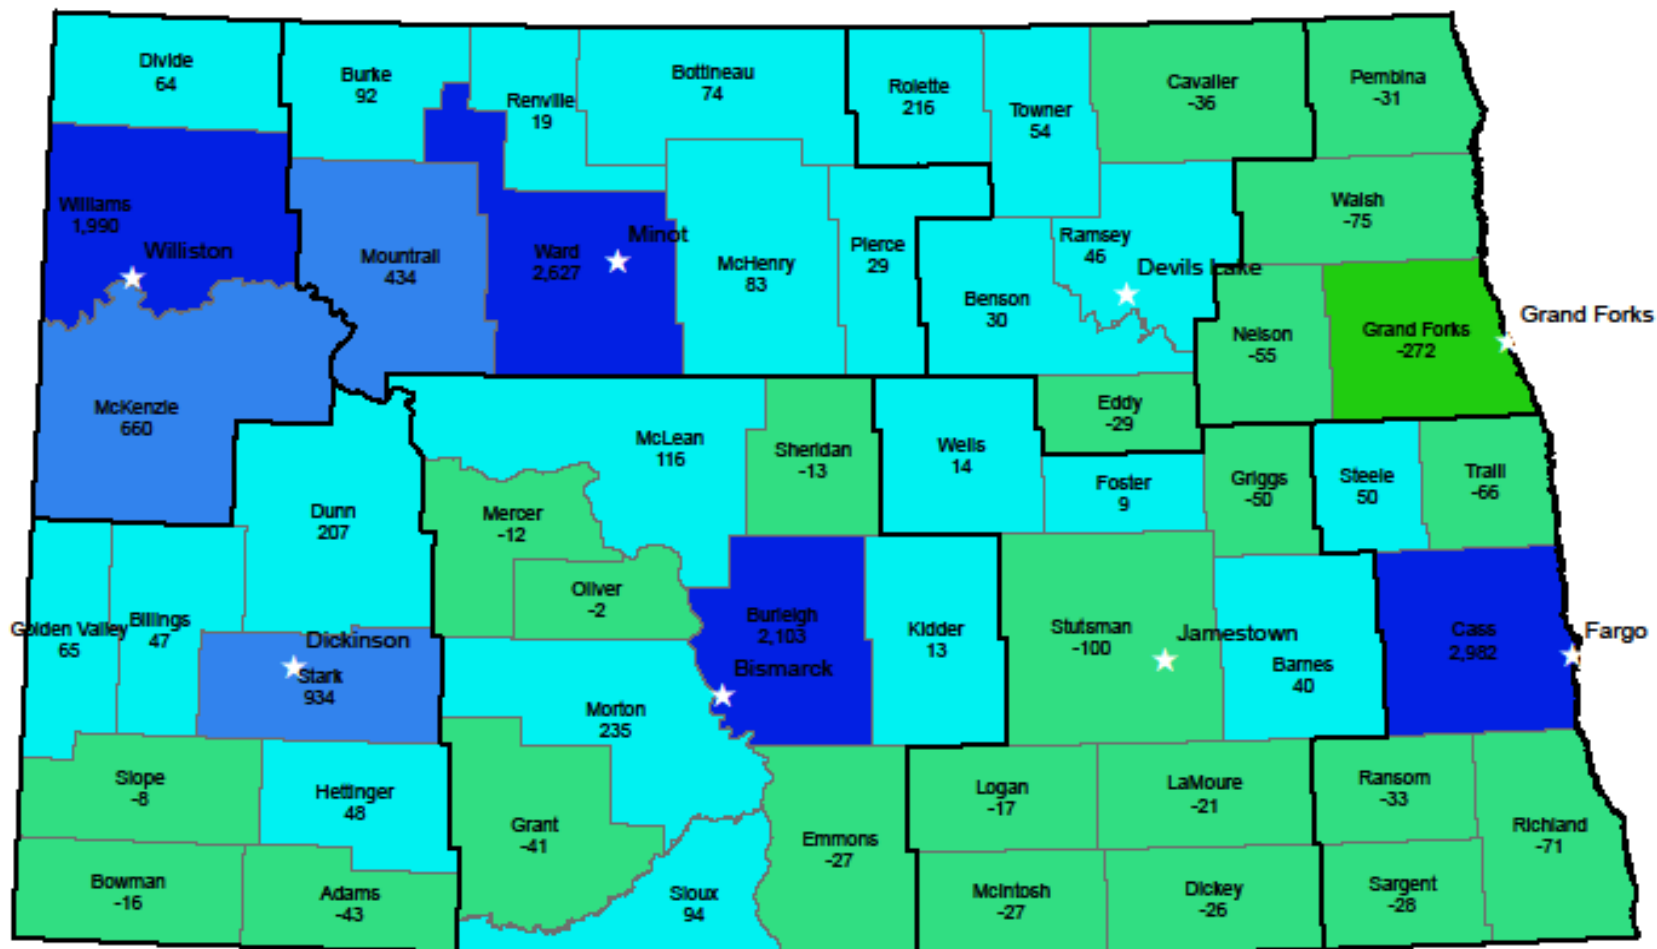 Divide
64
Burke
92
Renville
19
Bottineau
74
Rolette
216
Towner
54
Cavalier
-36
Pembina
-31
Williams
1,990
Williston
Mountrail
434
Ward
2,627
Minot
McHenry
83
Pierce
29
Benson
30
Ramsey
46
Devils Lake
Walsh
-75
Nelson
-55
Grand Forks
-272
Grand Forks
McKenzie
660
Dunn
207
McLean
116
Sheridan
-13
Wells
14
Eddy
-29
Foster
9
Griggs
-50
Steele
50
Traill
-66
Mercer
-12
Oliver
-2
Golden Valley
65
Billings
47
Dickinson
Stark
934
Morton
235
Burleigh
2,103
Bismarck
Kidder
13
Stutsman
-100
Jamestown
Barnes
40
Cass
2,982
Fargo
Slope
-8
Hettinger
48
Grant
-41
Emmons
-27
Logan
-17
LaMoure
-21
Ransom
-33
Richland
-71
Bowman
-16
Adams
-43
Sioux
94
McIntosh
-27
Dickey
-26
Sargent
-28